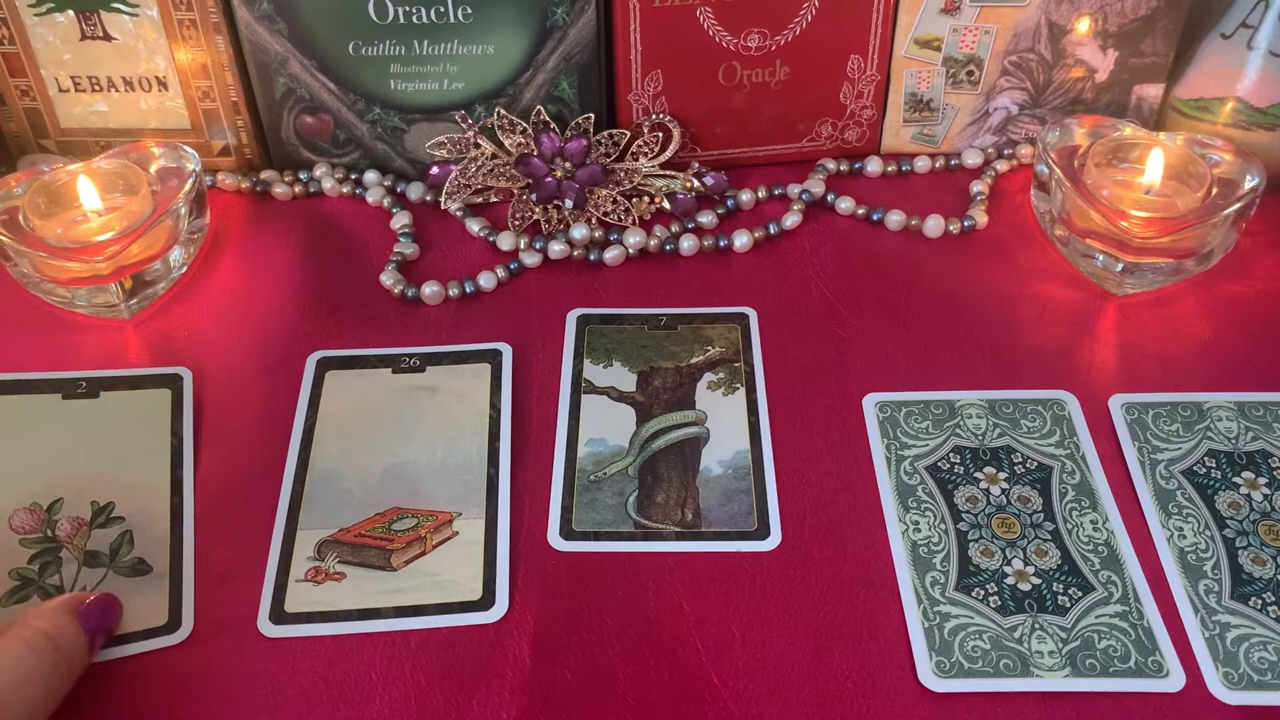 LEBANON
Oracle
Caitlín Matthews
Illustrated by
Virginia Lee
Oracle
2
26
7